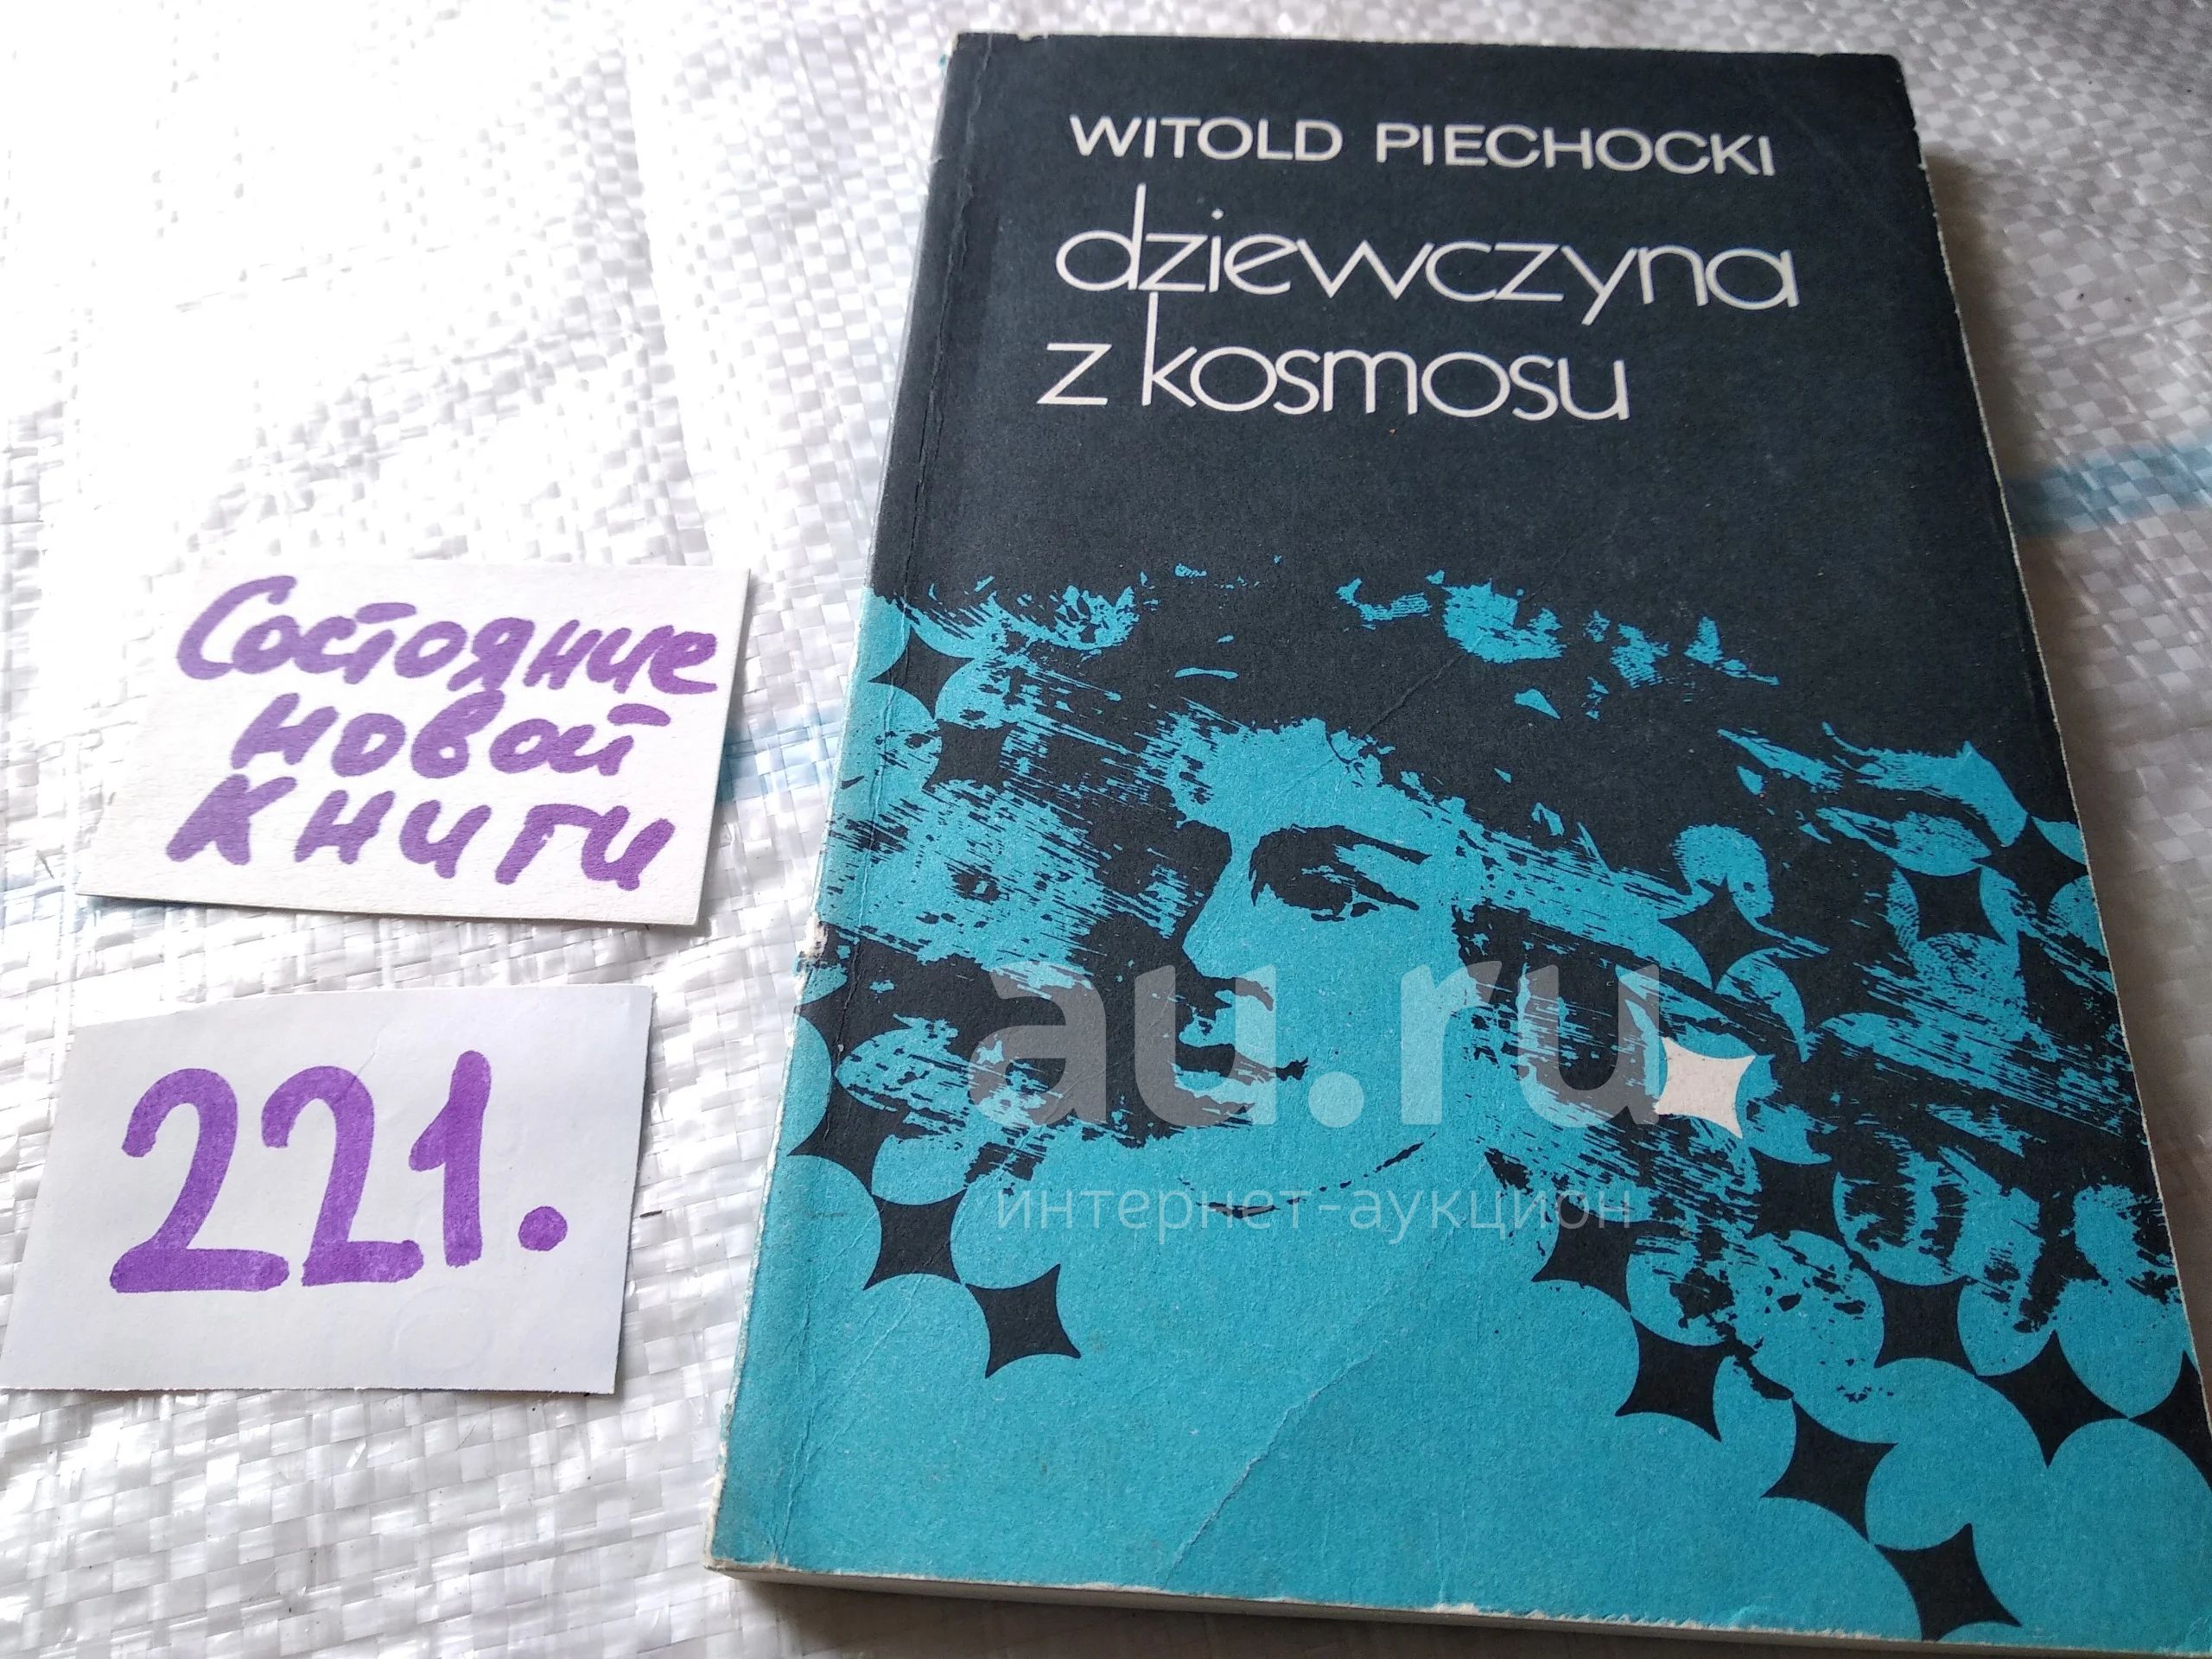 WITOLD PIECHOCKI
dziewczyna
z kosmosu
Состояние
новой
книги
221.
au.ru
интернет-аукцион